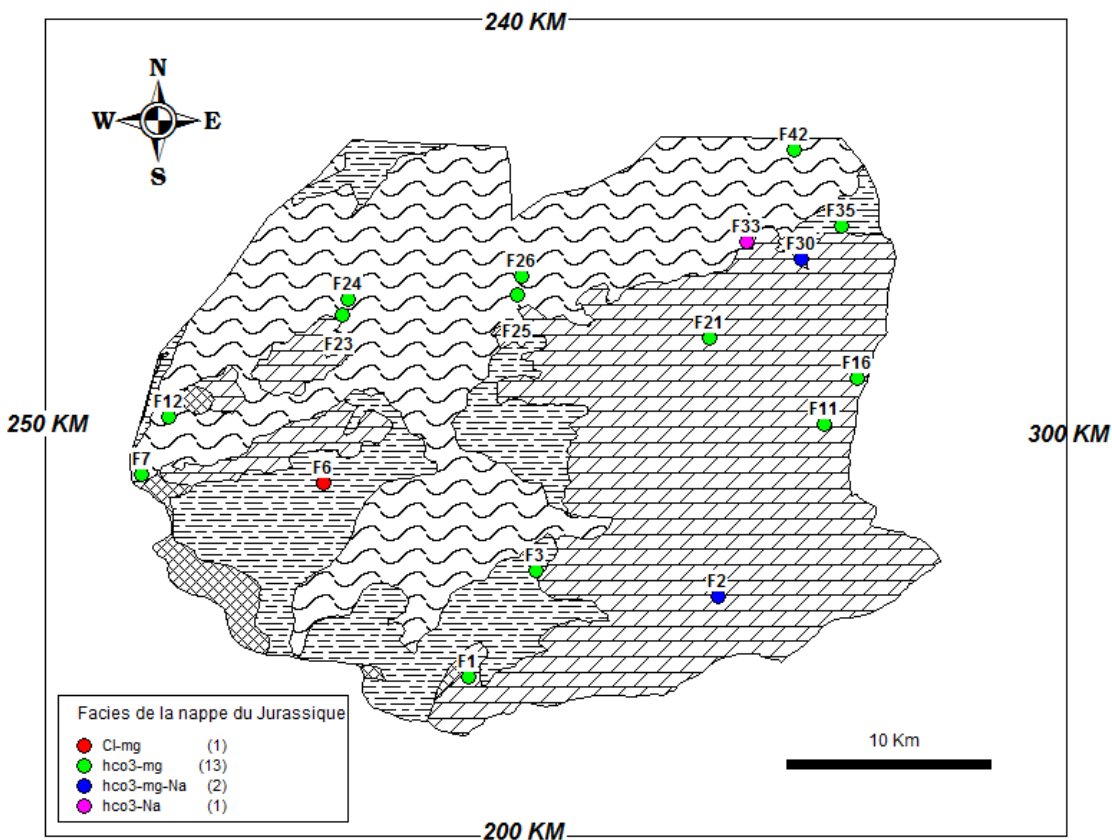 240 KM
N
W E
S
F42
F35
F33
F30
F26
F24
F25
F21
F23
F16
F12
F11
250 KM
300 KM
F7
F6
F3
F2
F1
Facies de la nappe du Jurassique
Cl-mg (1)
hco3-mg (13)
hco3-mg-Na (2)
hco3-Na (1)
10 Km
200 KM